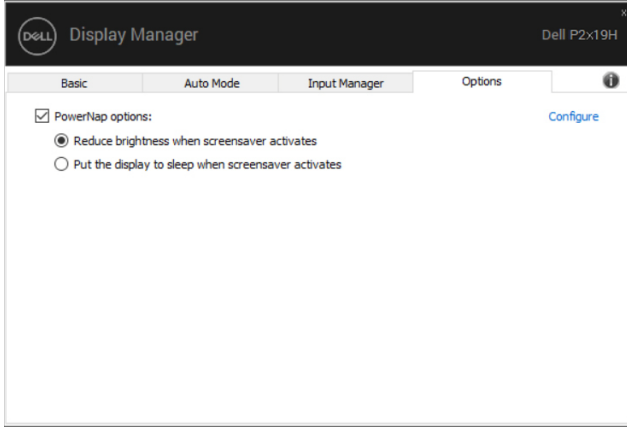 x
DELL Display Manager Dell P2x19H
Basic Auto Mode Input Manager Options i
PowerNap options: Configure
Reduce brightness when screensaver activates
Put the display to sleep when screensaver activates